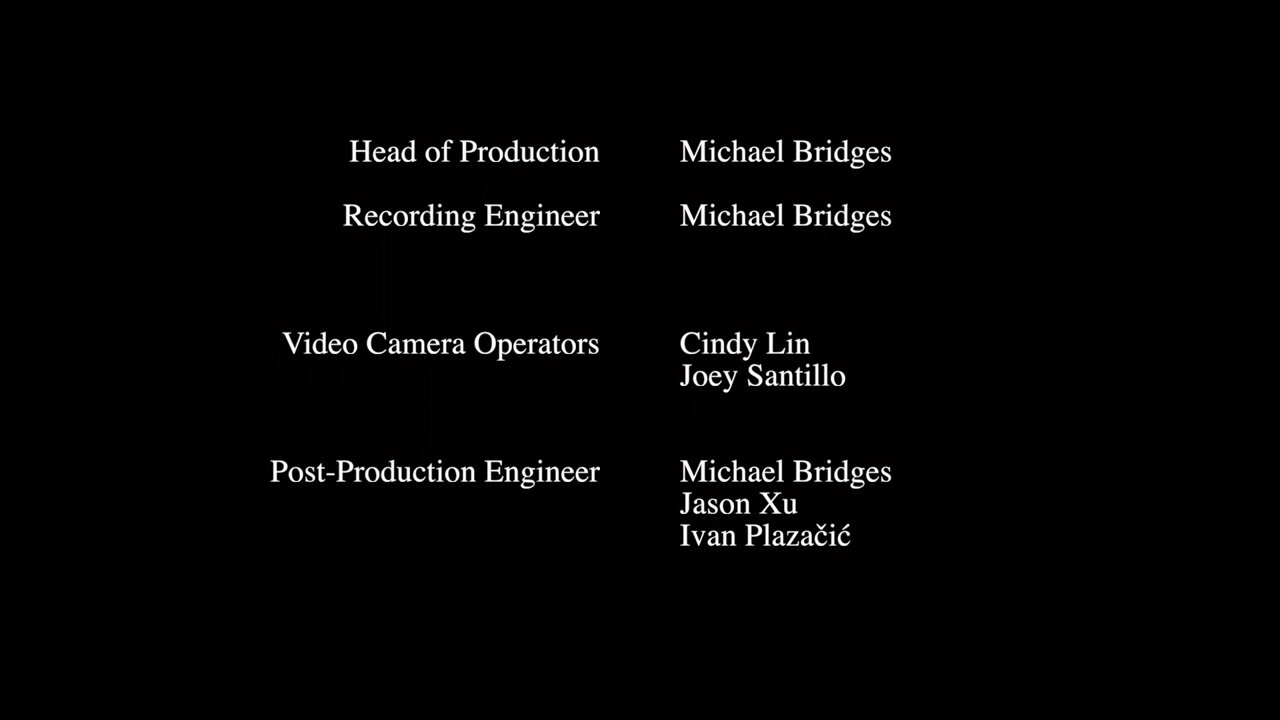 Head of Production Michael Bridges
Recording Engineer Michael Bridges
Video Camera Operators Cindy Lin
Joey Santillo
Post-Production Engineer Michael Bridges
Jason Xu
Ivan Plazačić